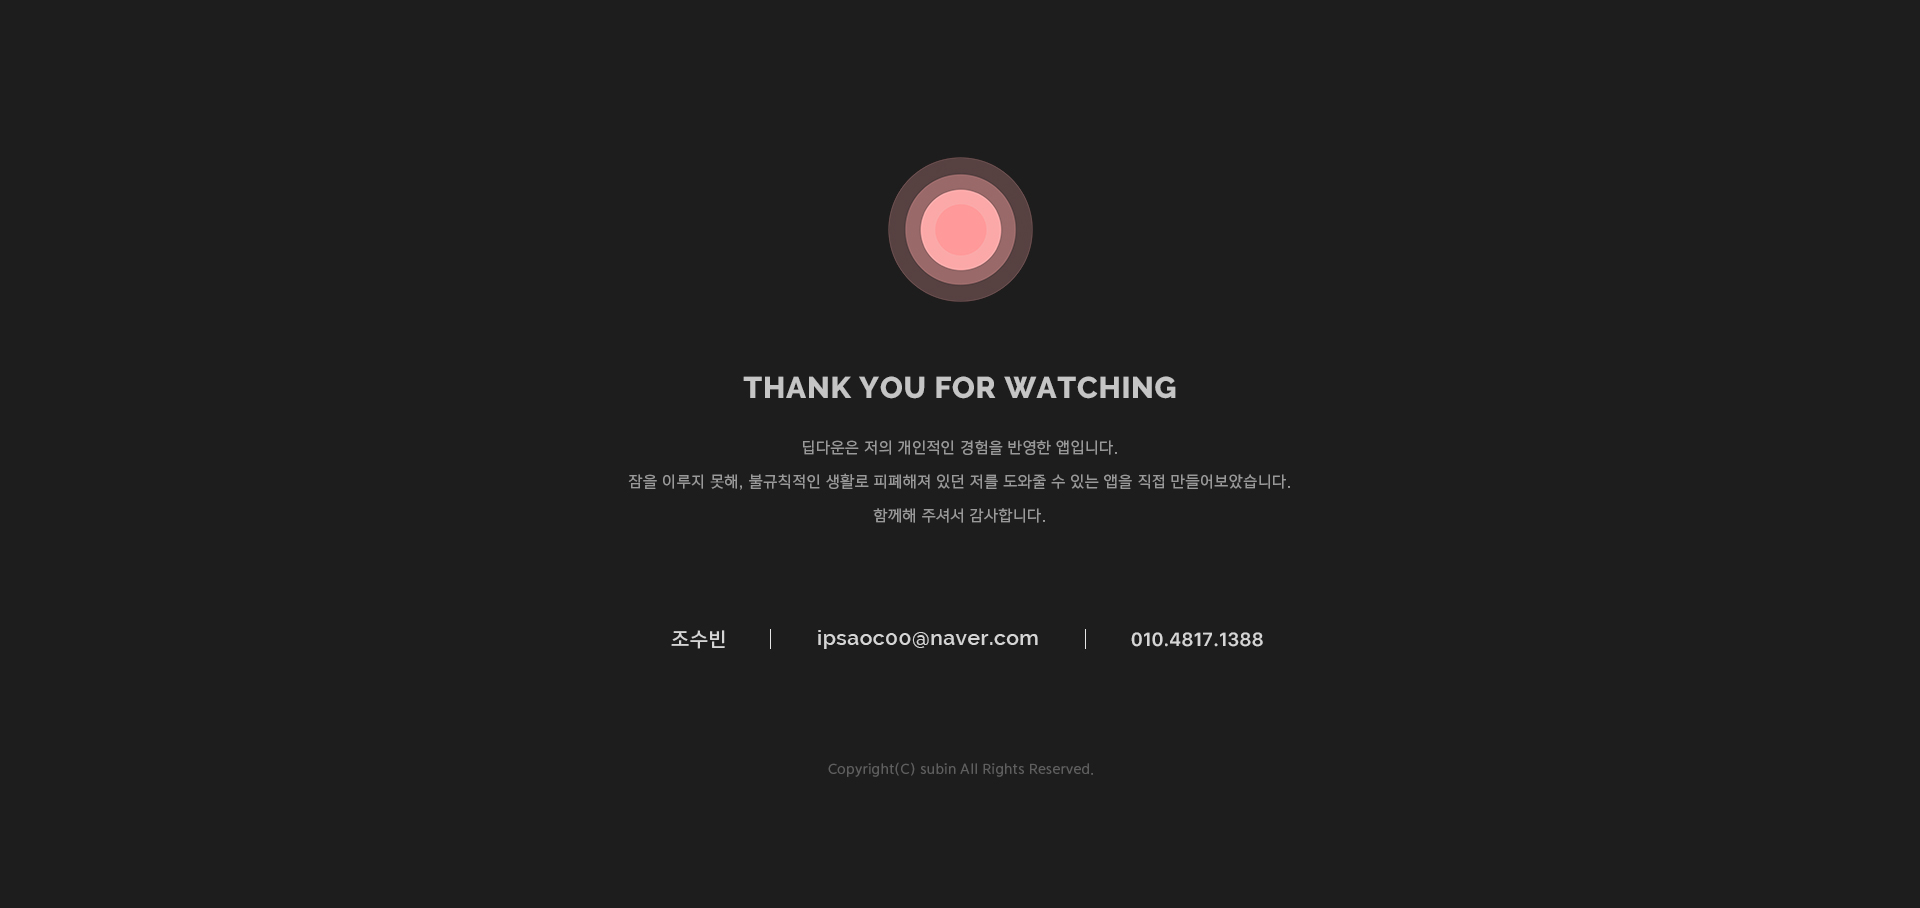 THANK YOU FOR WATCHING
딥다운은 저의 개인적인 경험을 반영한 앱입니다.
잠을 이루지 못해, 불규칙적인 생활로 피폐해져 있던 저를 도와줄 수 있는 앱을 직접 만들어보았습니다.
함께해 주셔서 감사합니다.
조수빈 | ipsaoc00@naver.com | 010.4817.1388
Copyright(C) subin All Rights Reserved.